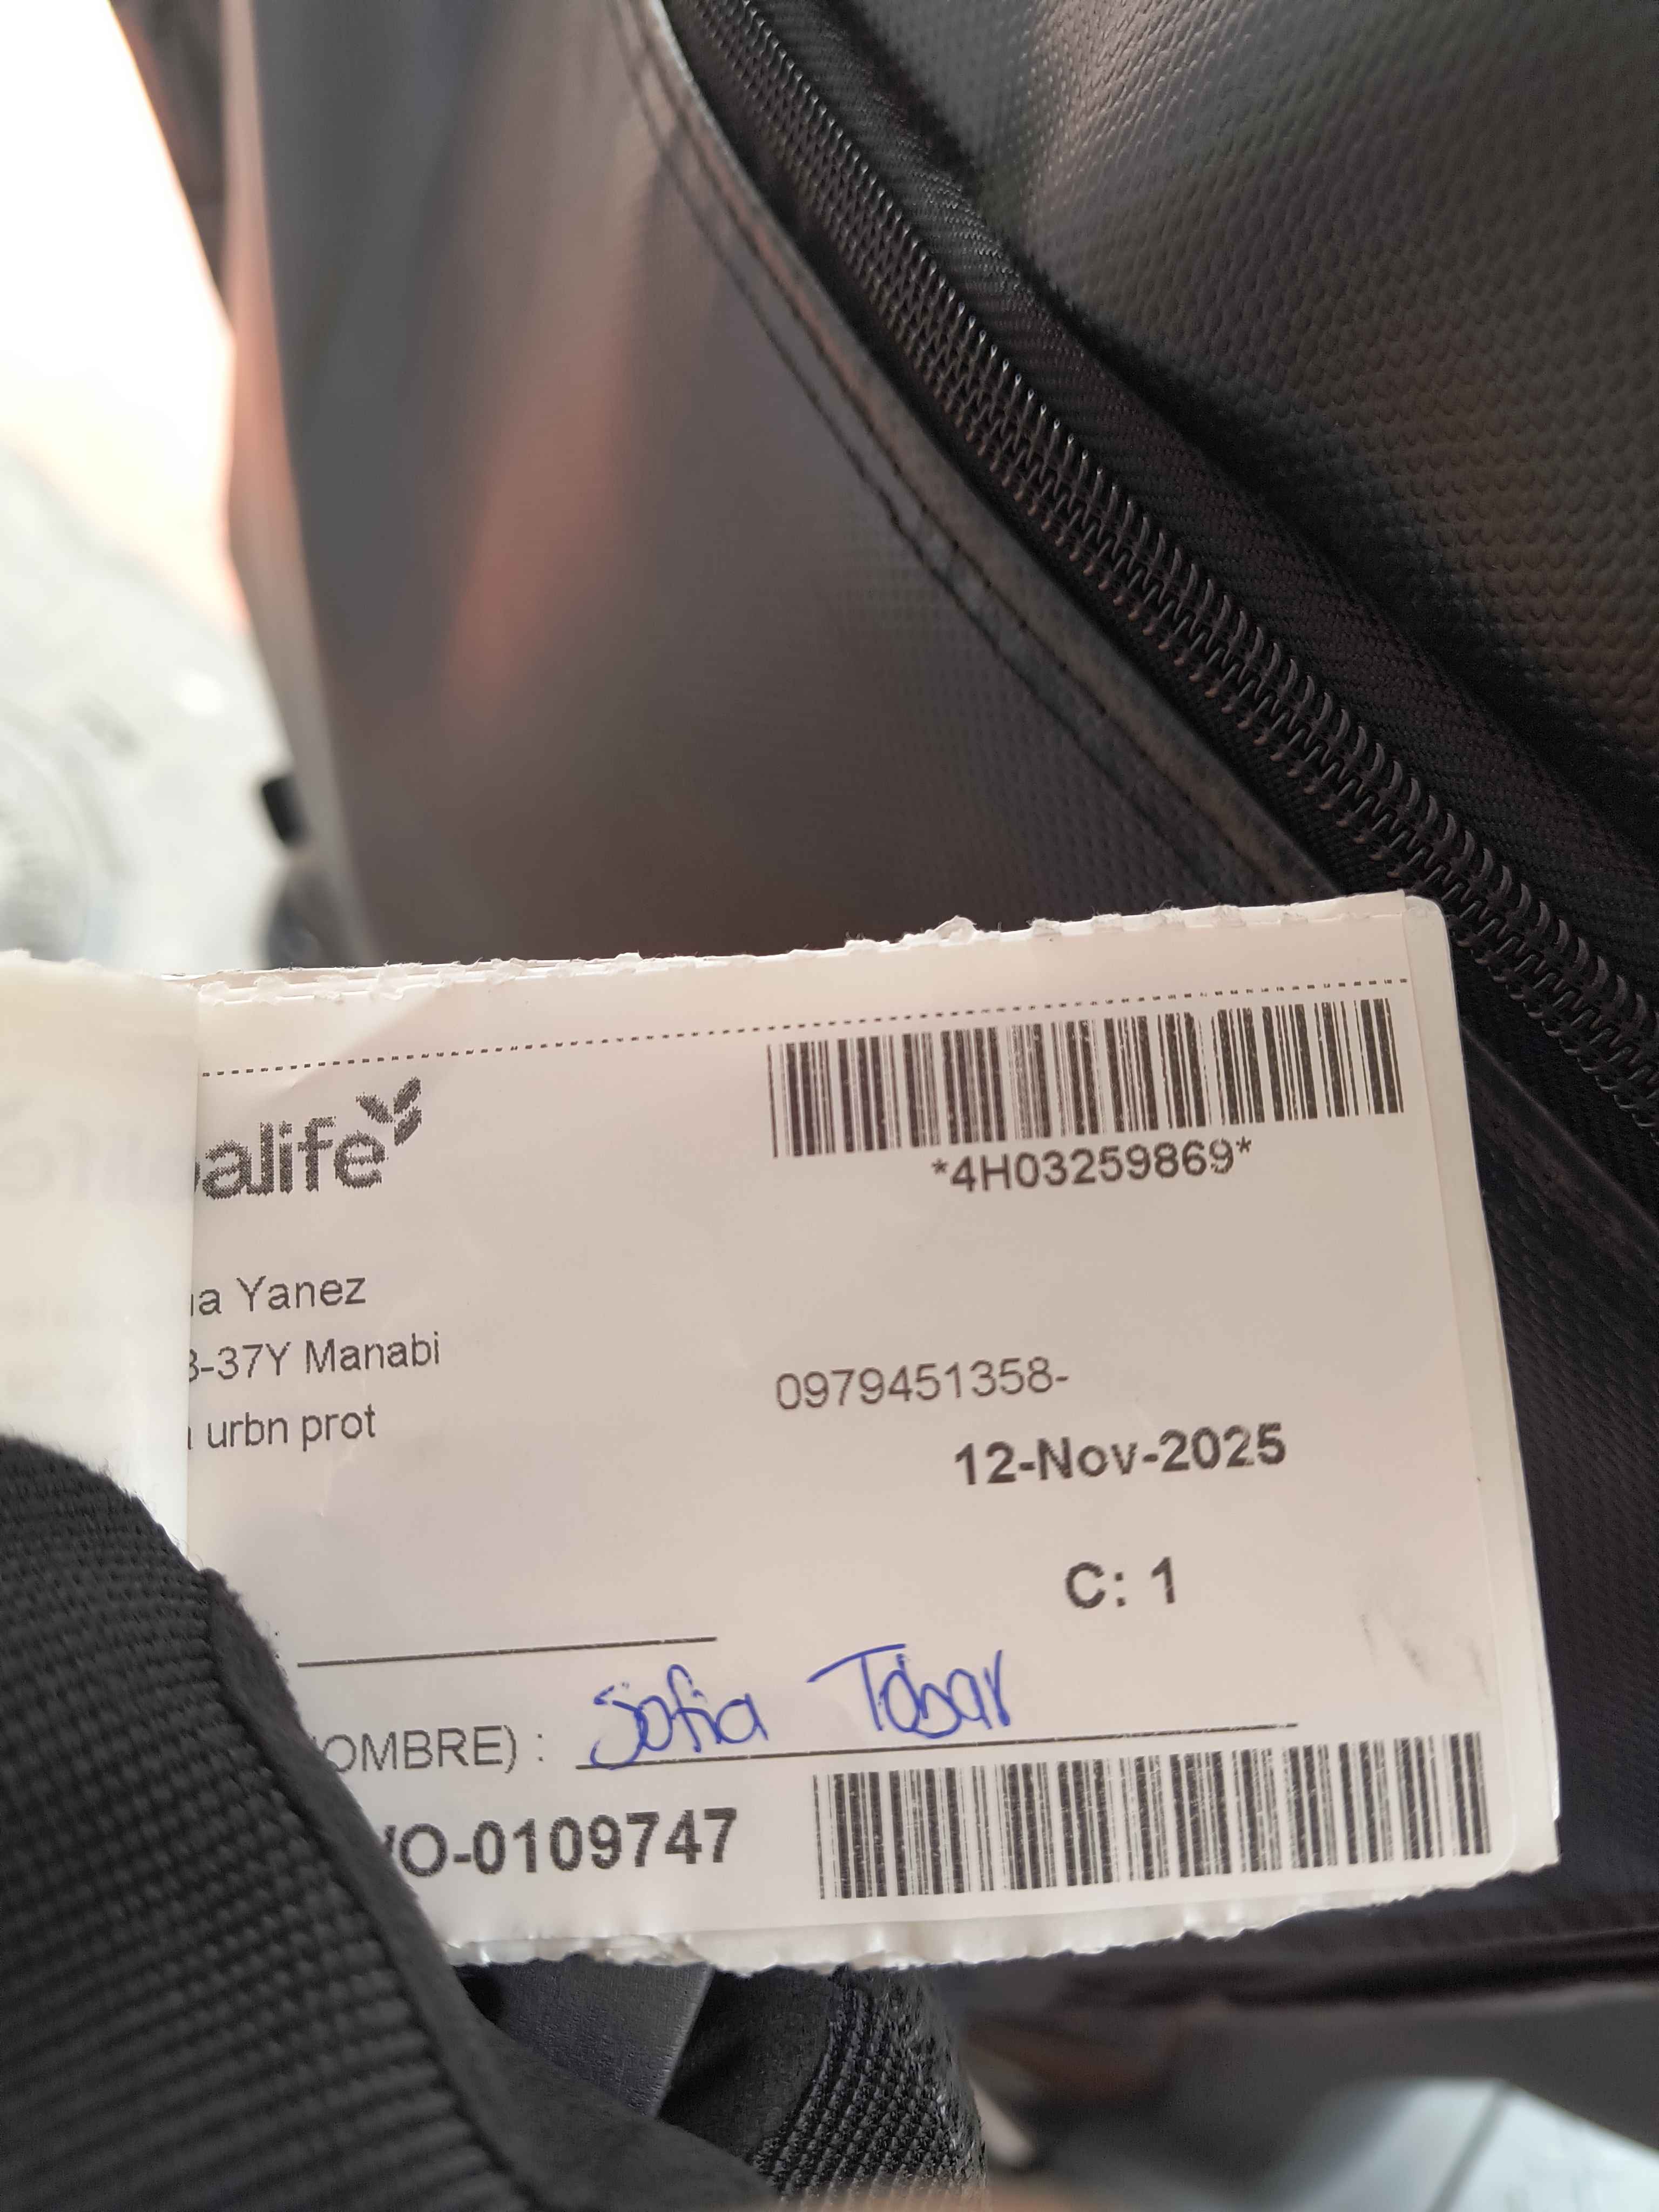 alife
*4H03259869*
a Yanez
3-37Y Manabi
0979451358-
urbn prot
12-Nov-2025
C: 1
OMBRE) : Sofia Tobar
O-0109747